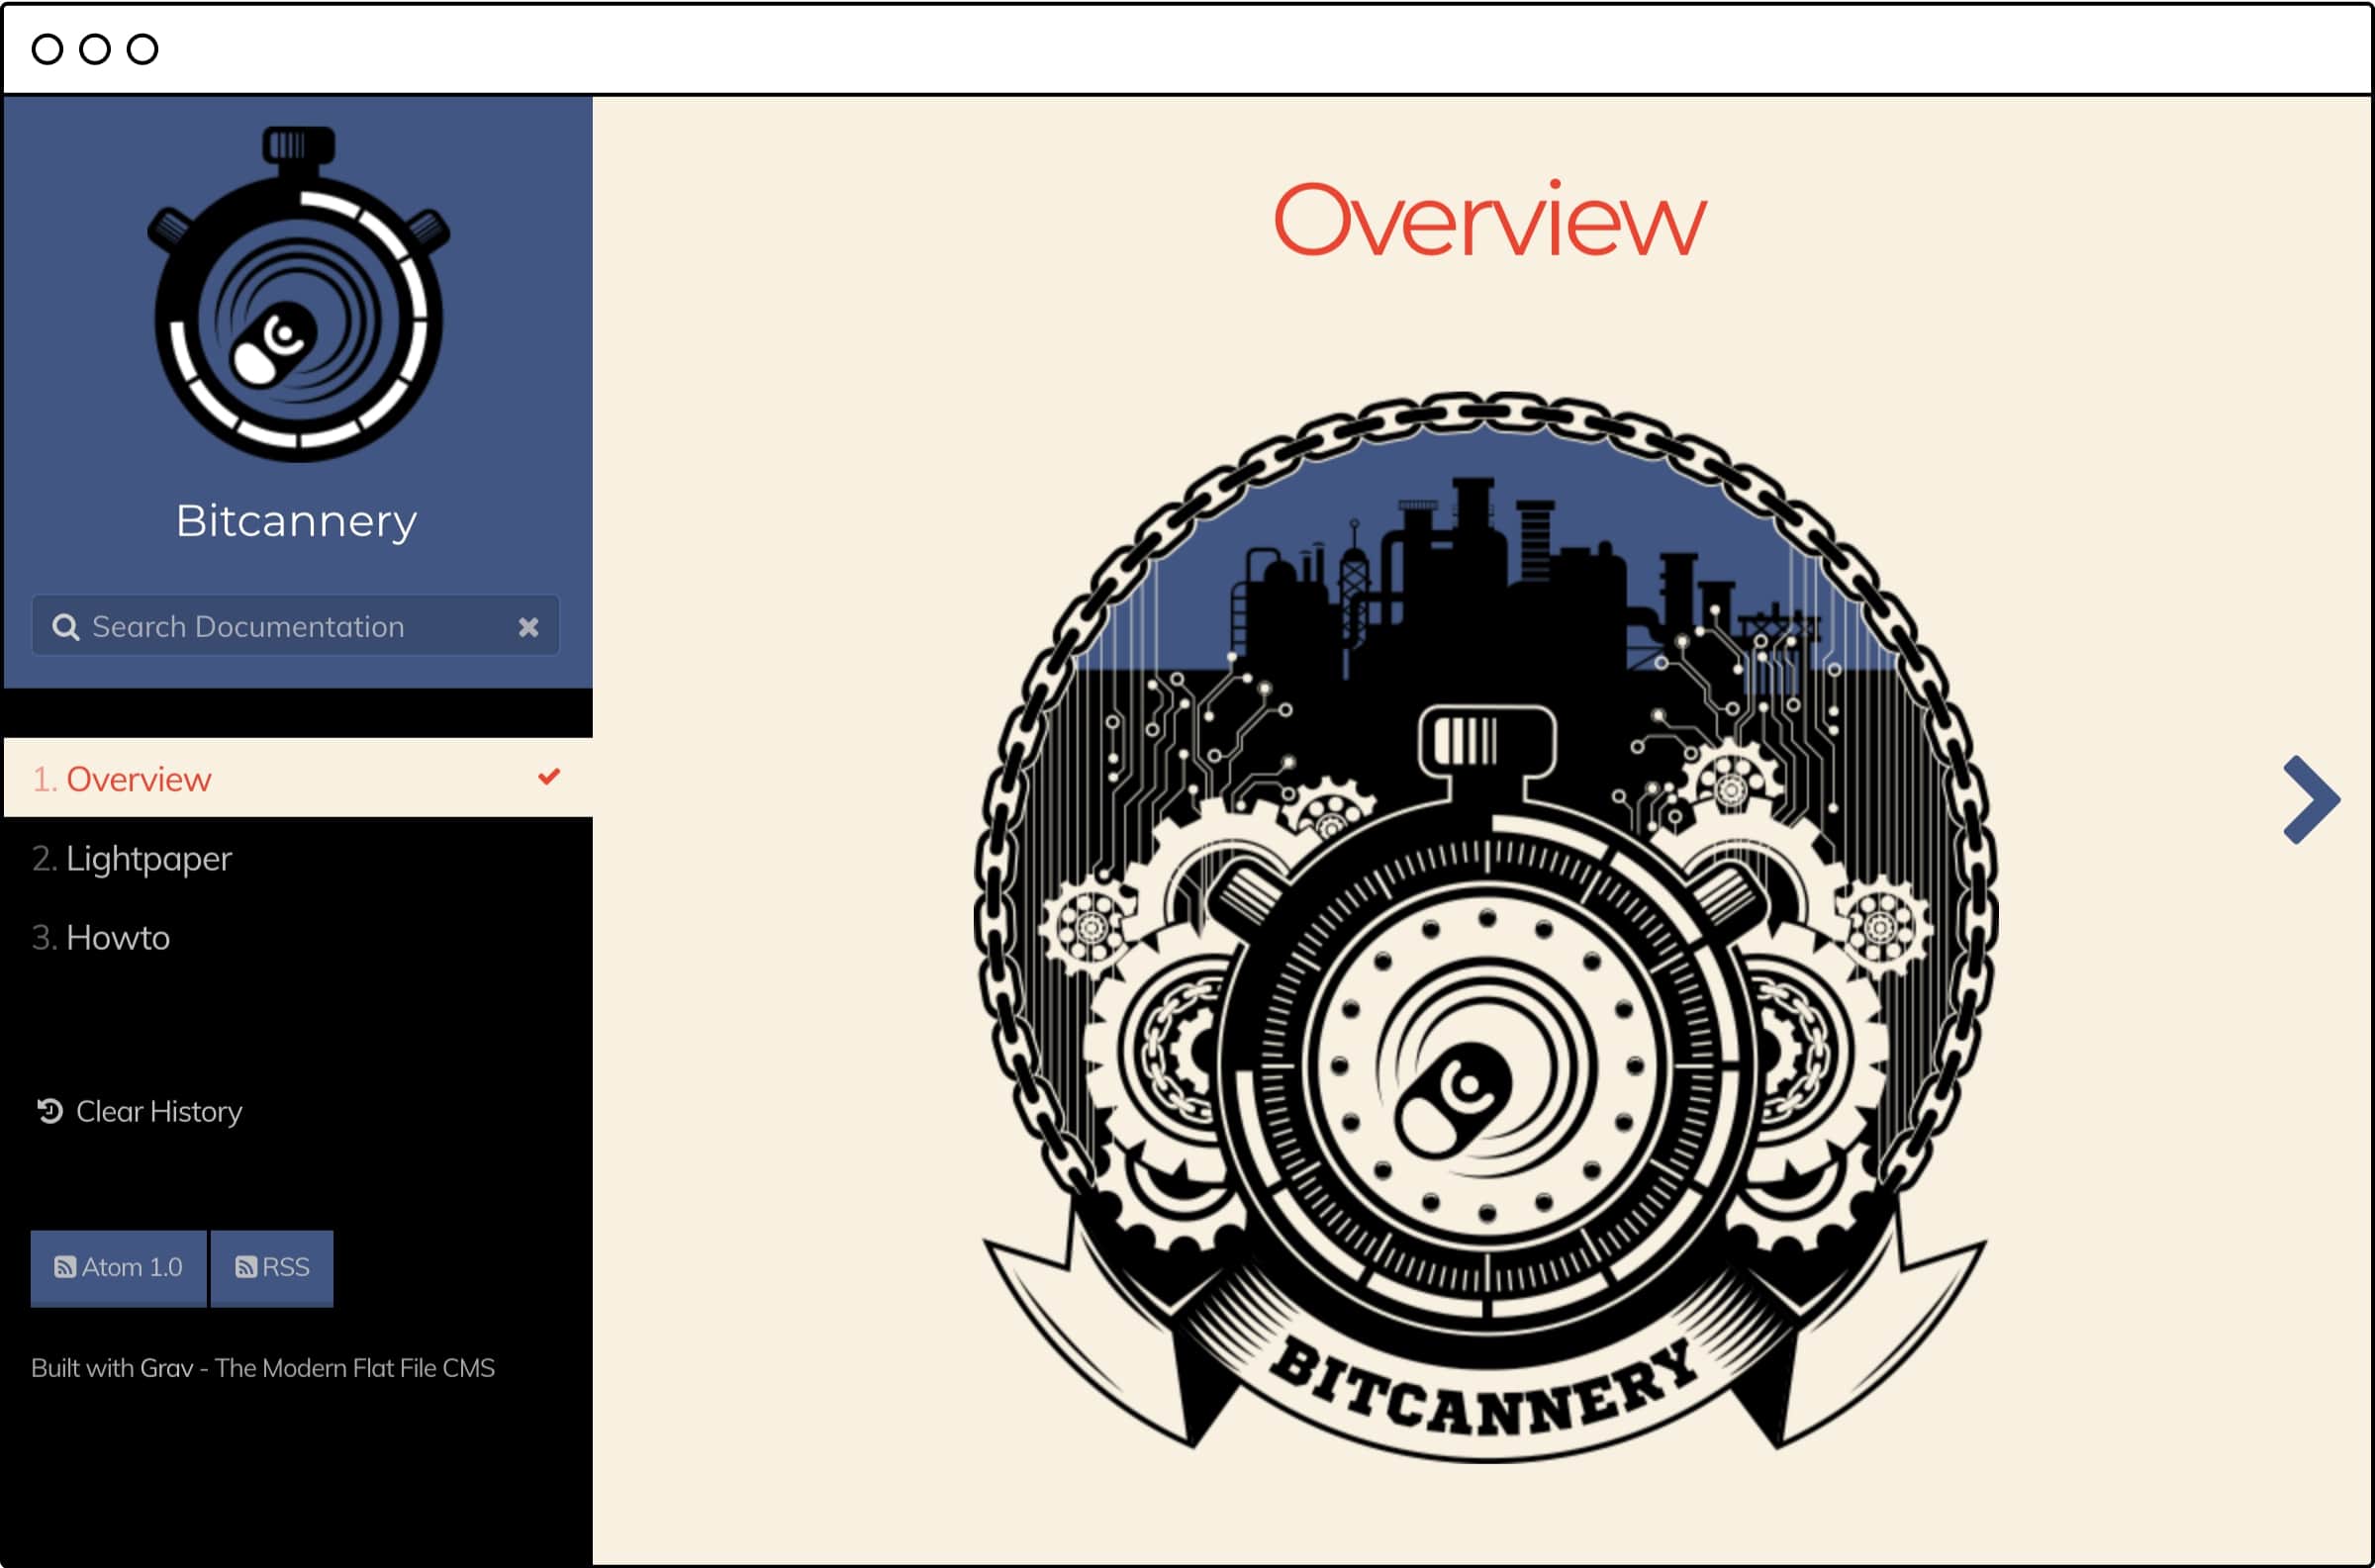 Bitcannery
Search Documentation
1. Overview
2. Lightpaper
3. Howto
Clear History
Atom 1.0
RSS
Built with Grav - The Modern Flat File CMS
Overview
BITCANNERY